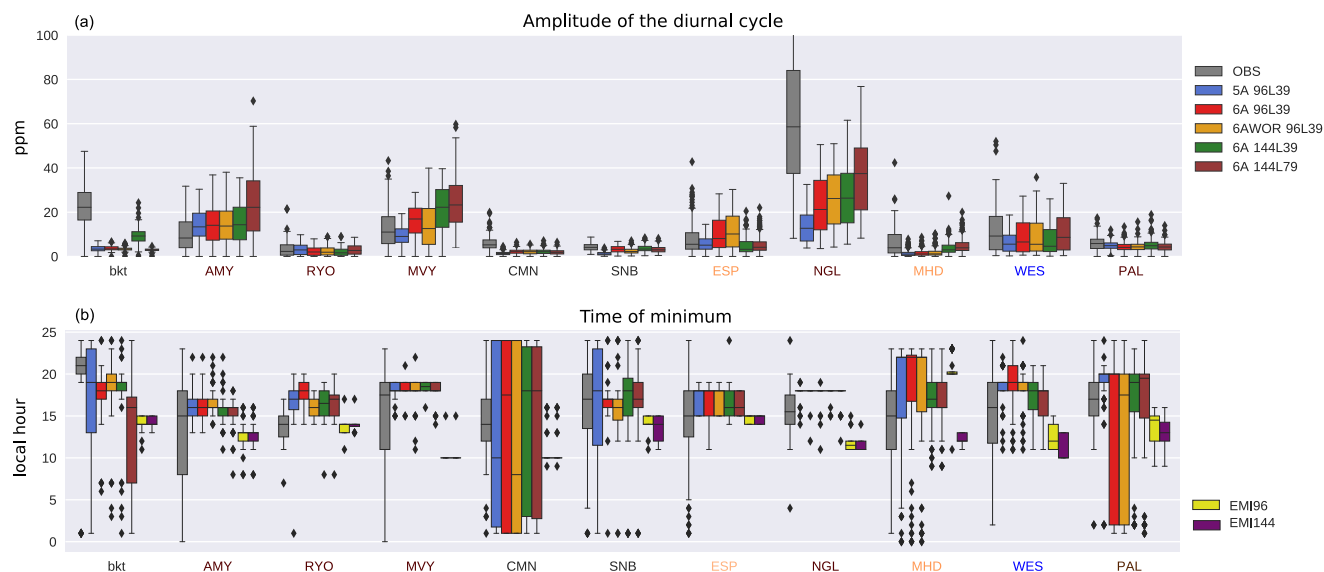 (a) Amplitude of the diurnal cycle
100
80
60
40
20
0
ppm
bkt AMY RYO MVY CMN SNB ESP NGL MHD WES PAL
OBS
5A 96L39
6A 96L39
6AWOR 96L39
6A 144L39
6A 144L79
(b) Time of minimum
25
20
15
10
5
0
local hour
bkt AMY RYO MVY CMN SNB ESP NGL MHD WES PAL
EMI96
EMI144